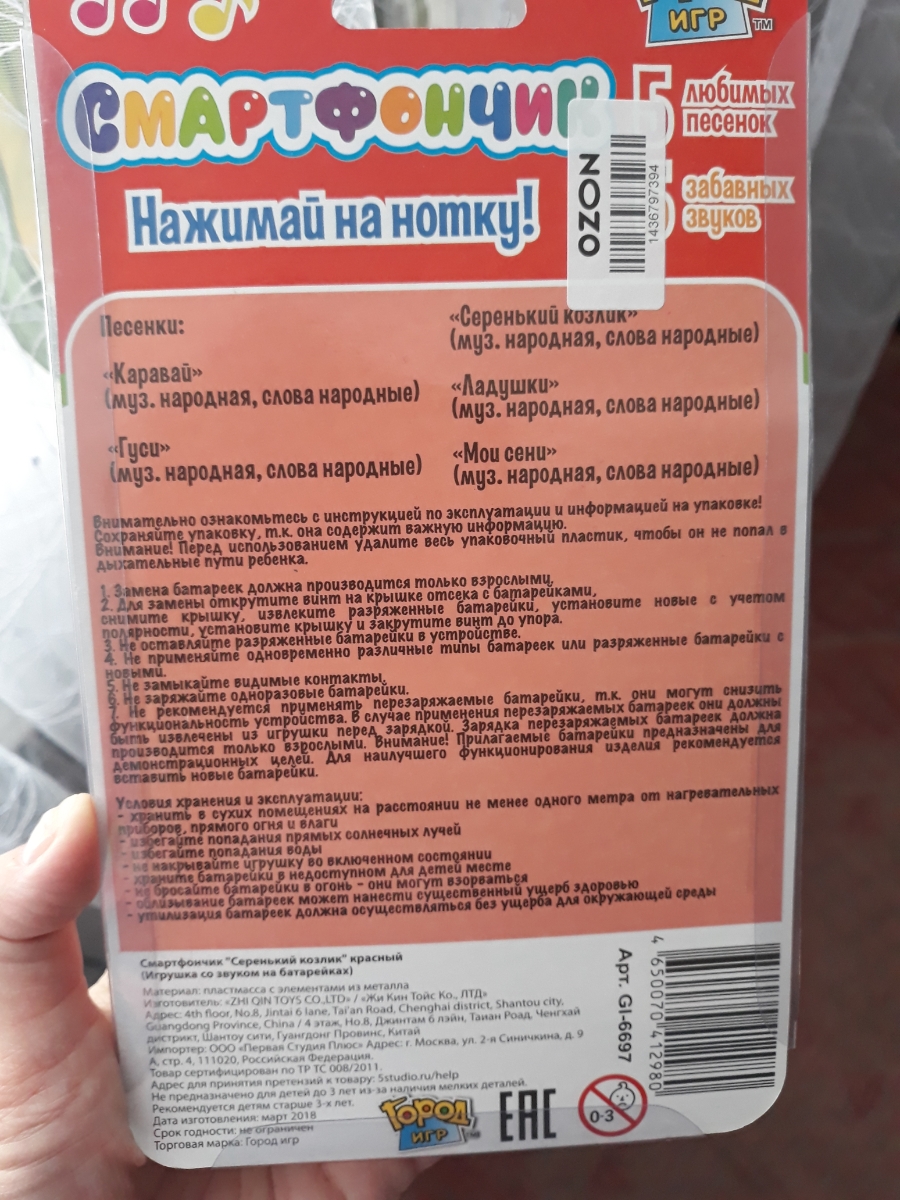 ИГР TM
СМАРТФОНЧИК
5 любимых
песенок
5 забавных
звуков
Нажимай на нотку!
OZON
1436797394
Песенки:
«Каравай»
(муз. народная, слова народные)
«Гуси»
(муз. народная, слова народные)
«Серенький козлик»
(муз. народная, слова народные)
«Ладушки»
(муз. народная, слова народные)
«Мои сени»
(муз. народная, слова народные)
Внимательно ознакомьтесь с инструкцией по эксплуатации и информацией на упаковке!
Сохраняйте упаковку, т.к. она содержит важную информацию.
Внимание! Перед использованием удалите весь упаковочный пластик, чтобы он не попал в
дыхательные пути ребенка.
1. Замена батареек должна производится только взрослыми,
2. Для замены открутите винт на крышке отсека с батарейками,
снимите крышку, извлеките разряженные батарейки, установите новые с учетом
полярности, установите крышку и закрутите винт до упора.
3. Не оставляйте разряженные батарейки в устройстве.
4. Не применяйте одновременно различные типы батареек или разряженные батарейки с
новыми.
5. Не замыкайте видимые контакты.
6. Не заряжайте одноразовые батарейки.
7. Не рекомендуется применять перезаряжаемые батарейки, т.к. они могут снизить
функциональность устройства. В случае применения перезаряжаемых батареек они должны
быть извлечены из игрушки перед зарядкой. Зарядка перезаряжаемых батареек должна
производится только взрослыми. Внимание! Прилагаемые батарейки предназначены для
демонстрационных целей. Для наилучшего функционирования изделия рекомендуется
вставить новые батарейки.
Условия хранения и эксплуатации:
- хранить в сухих помещениях на расстоянии не менее одного метра от нагревательных
приборов, прямого огня и влаги
- избегайте попадания прямых солнечных лучей
- избегайте попадания воды
- не накрывайте игрушку во включенном состоянии
- храните батарейки в недоступном для детей месте
- не бросайте батарейки в огонь - они могут взорваться
- облизывание батареек может нанести существенный ущерб здоровью
- утилизация батареек должна осуществляться без ущерба для окружающей среды
Смартфончик "Серенький козлик" красный
(Игрушка со звуком на батарейках)
Материал: пластмасса с элементами из металла
Изготовитель: «ZHI QIN TOYS CO.,LTD» / «Жи Кин Тойс Ко., ЛТД»
Адрес: 4th floor, No.8, Jintai 6 lane, Tai'an Road, Chenghai district, Shantou city,
Guangdong Province, China / 4 этаж, Но.8, Джинтам 6 лэйн, Таиан Роад, Ченгхай
дистрикт, Шантоу сити, Гуангдонг Провинс, Китай
Импортер: ООО «Первая Студия Плюс» Адрес: г. Москва, ул. 2-я Синичкина, д. 9
А, стр. 4, 111020, Российская Федерация.
Товар сертифицирован по ТР ТС 008/2011.
Адрес для принятия претензий к товару: 5studio.ru/help
Не предназначено для детей до 3 лет из-за наличия мелких деталей.
Рекомендуется детям старше 3-х лет.
Дата изготовления: март 2018
Срок годности: не ограничен
Торговая марка: Город игр
ГОРОД
ИГР TM
EAC
0-3
Арт. GI-6697
4 650070 412980